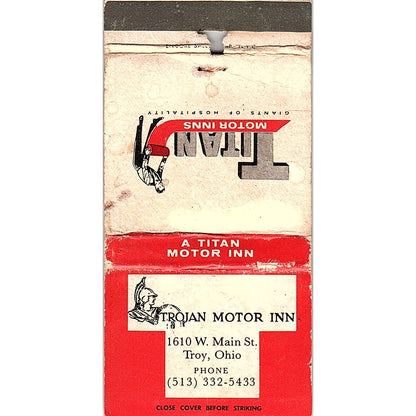 GIANTS OF HOSPITALITY
TITAN
MOTOR INNS
A TITAN
MOTOR INN
TROJAN MOTOR INN
1610 W. Main St.
Troy, Ohio
PHONE
(513) 332-5433
CLOSE COVER BEFORE STRIKING